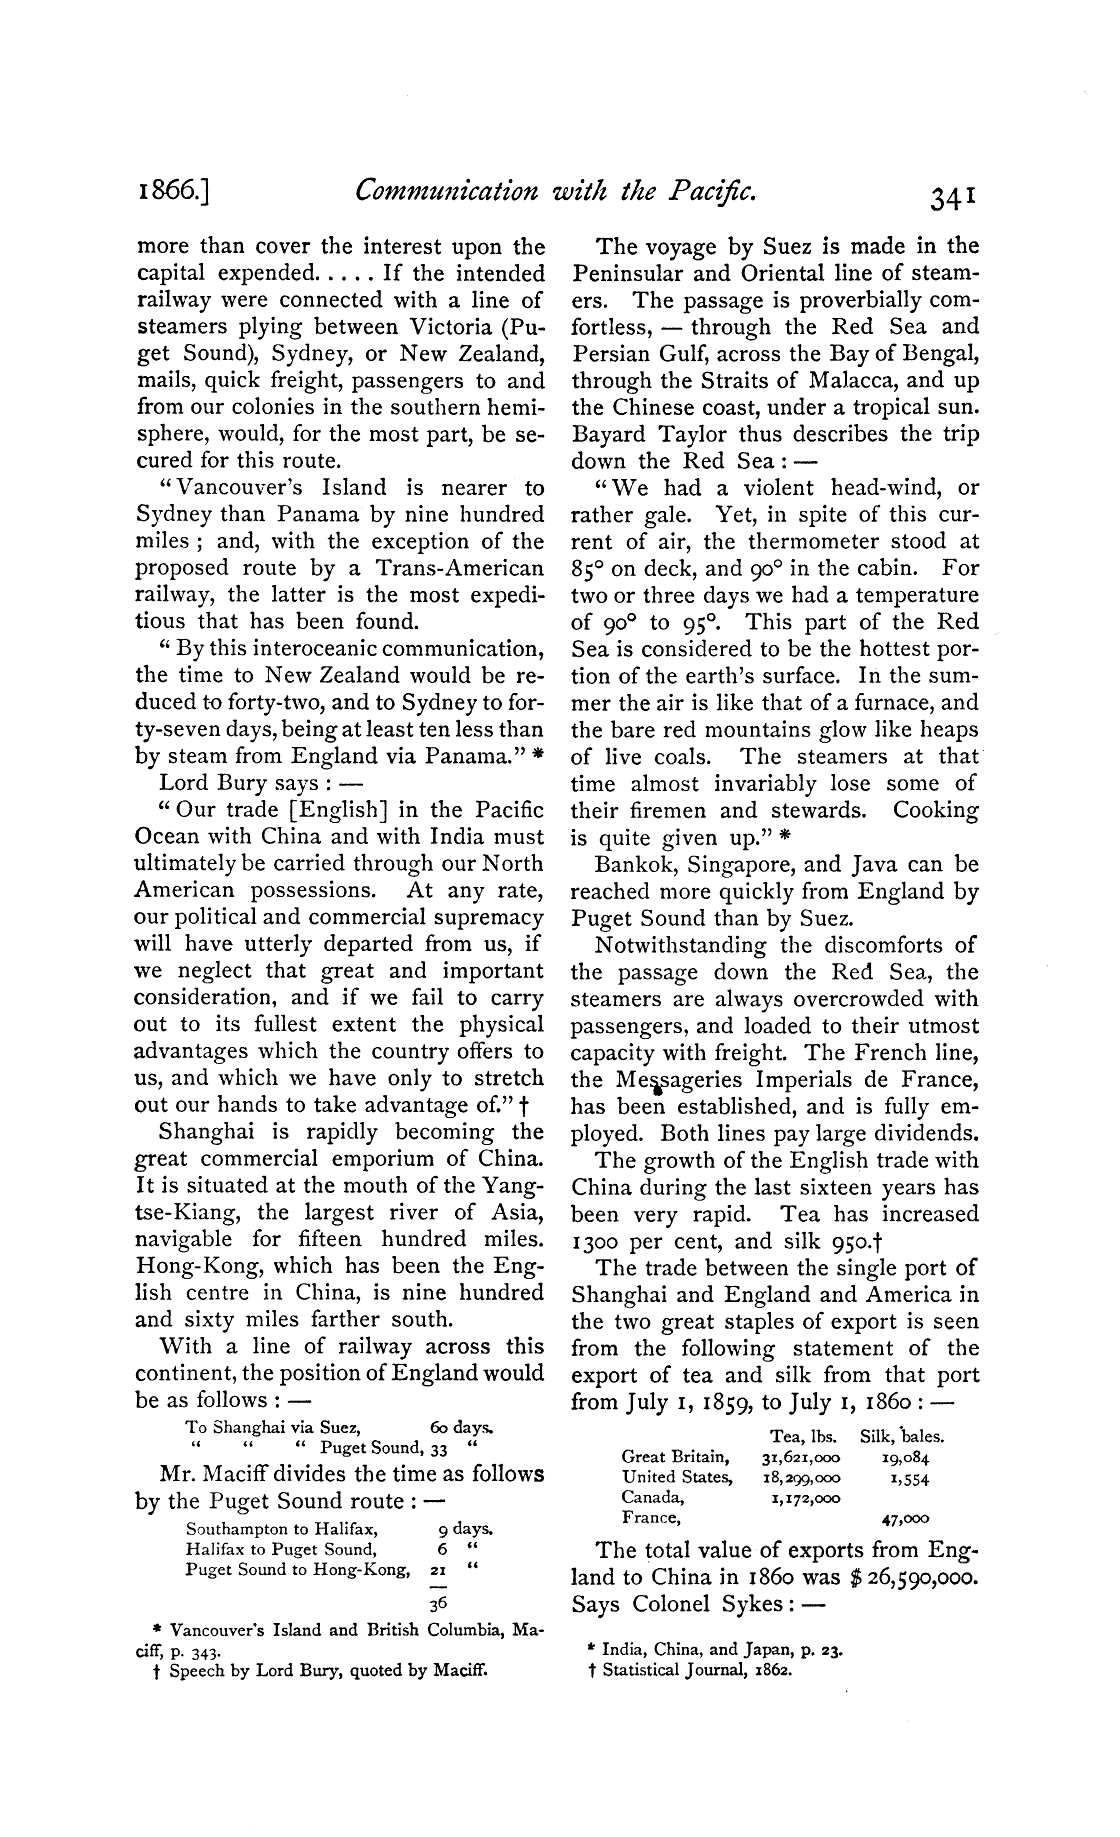 1866.] Communication with the Pacific. 341
more than cover the interest upon the
capital expended. . . . . If the intended
railway were connected with a line of
steamers plying between Victoria (Pu-
get Sound), Sydney, or New Zealand,
mails, quick freight, passengers to and
from our colonies in the southern hemi-
sphere, would, for the most part, be se-
cured for this route.
“Vancouver's Island is nearer to
Sydney than Panama by nine hundred
miles ; and, with the exception of the
proposed route by a Trans-American
railway, the latter is the most expedi-
tious that has been found.
“ By this interoceanic communication,
the time to New Zealand would be re-
duced to forty-two, and to Sydney to for-
ty-seven days, being at least ten less than
by steam from England via Panama.” *
Lord Bury says : —
“ Our trade [English] in the Pacific
Ocean with China and with India must
ultimately be carried through our North
American possessions. At any rate,
our political and commercial supremacy
will have utterly departed from us, if
we neglect that great and important
consideration, and if we fail to carry
out to its fullest extent the physical
advantages which the country offers to
us, and which we have only to stretch
out our hands to take advantage of.” †
Shanghai is rapidly becoming the
great commercial emporium of China.
It is situated at the mouth of the Yang-
tse-Kiang, the largest river of Asia,
navigable for fifteen hundred miles.
Hong-Kong, which has been the Eng-
lish centre in China, is nine hundred
and sixty miles farther south.
With a line of railway across this
continent, the position of England would
be as follows : —
To Shanghai via Suez, 60 days.
“ “ “ Puget Sound, 33 “
Mr. Maciff divides the time as follows
by the Puget Sound route : —
Southampton to Halifax, 9 days.
Halifax to Puget Sound, 6 “
Puget Sound to Hong-Kong, 21 “
36
* Vancouver's Island and British Columbia, Ma-
ciff, p. 343.
† Speech by Lord Bury, quoted by Maciff.
The voyage by Suez is made in the
Peninsular and Oriental line of steam-
ers. The passage is proverbially com-
fortless, — through the Red Sea and
Persian Gulf, across the Bay of Bengal,
through the Straits of Malacca, and up
the Chinese coast, under a tropical sun.
Bayard Taylor thus describes the trip
down the Red Sea : —
“We had a violent head-wind, or
rather gale. Yet, in spite of this cur-
rent of air, the thermometer stood at
85° on deck, and 90° in the cabin. For
two or three days we had a temperature
of 90° to 95°. This part of the Red
Sea is considered to be the hottest por-
tion of the earth's surface. In the sum-
mer the air is like that of a furnace, and
the bare red mountains glow like heaps
of live coals. The steamers at that
time almost invariably lose some of
their firemen and stewards. Cooking
is quite given up.” *
Bankok, Singapore, and Java can be
reached more quickly from England by
Puget Sound than by Suez.
Notwithstanding the discomforts of
the passage down the Red Sea, the
steamers are always overcrowded with
passengers, and loaded to their utmost
capacity with freight. The French line,
the Messageries Imperials de France,
has been established, and is fully em-
ployed. Both lines pay large dividends.
The growth of the English trade with
China during the last sixteen years has
been very rapid. Tea has increased
1300 per cent, and silk 950.†
The trade between the single port of
Shanghai and England and America in
the two great staples of export is seen
from the following statement of the
export of tea and silk from that port
from July 1, 1859, to July 1, 1860 : —
Tea, lbs. Silk, bales.
Great Britain, 31,621,000 19,084
United States, 18,299,000 1,554
Canada, 1,172,000
France, 47,000
The total value of exports from Eng-
land to China in 1860 was $ 26,590,000.
Says Colonel Sykes : —
* India, China, and Japan, p. 23.
† Statistical Journal, 1862.